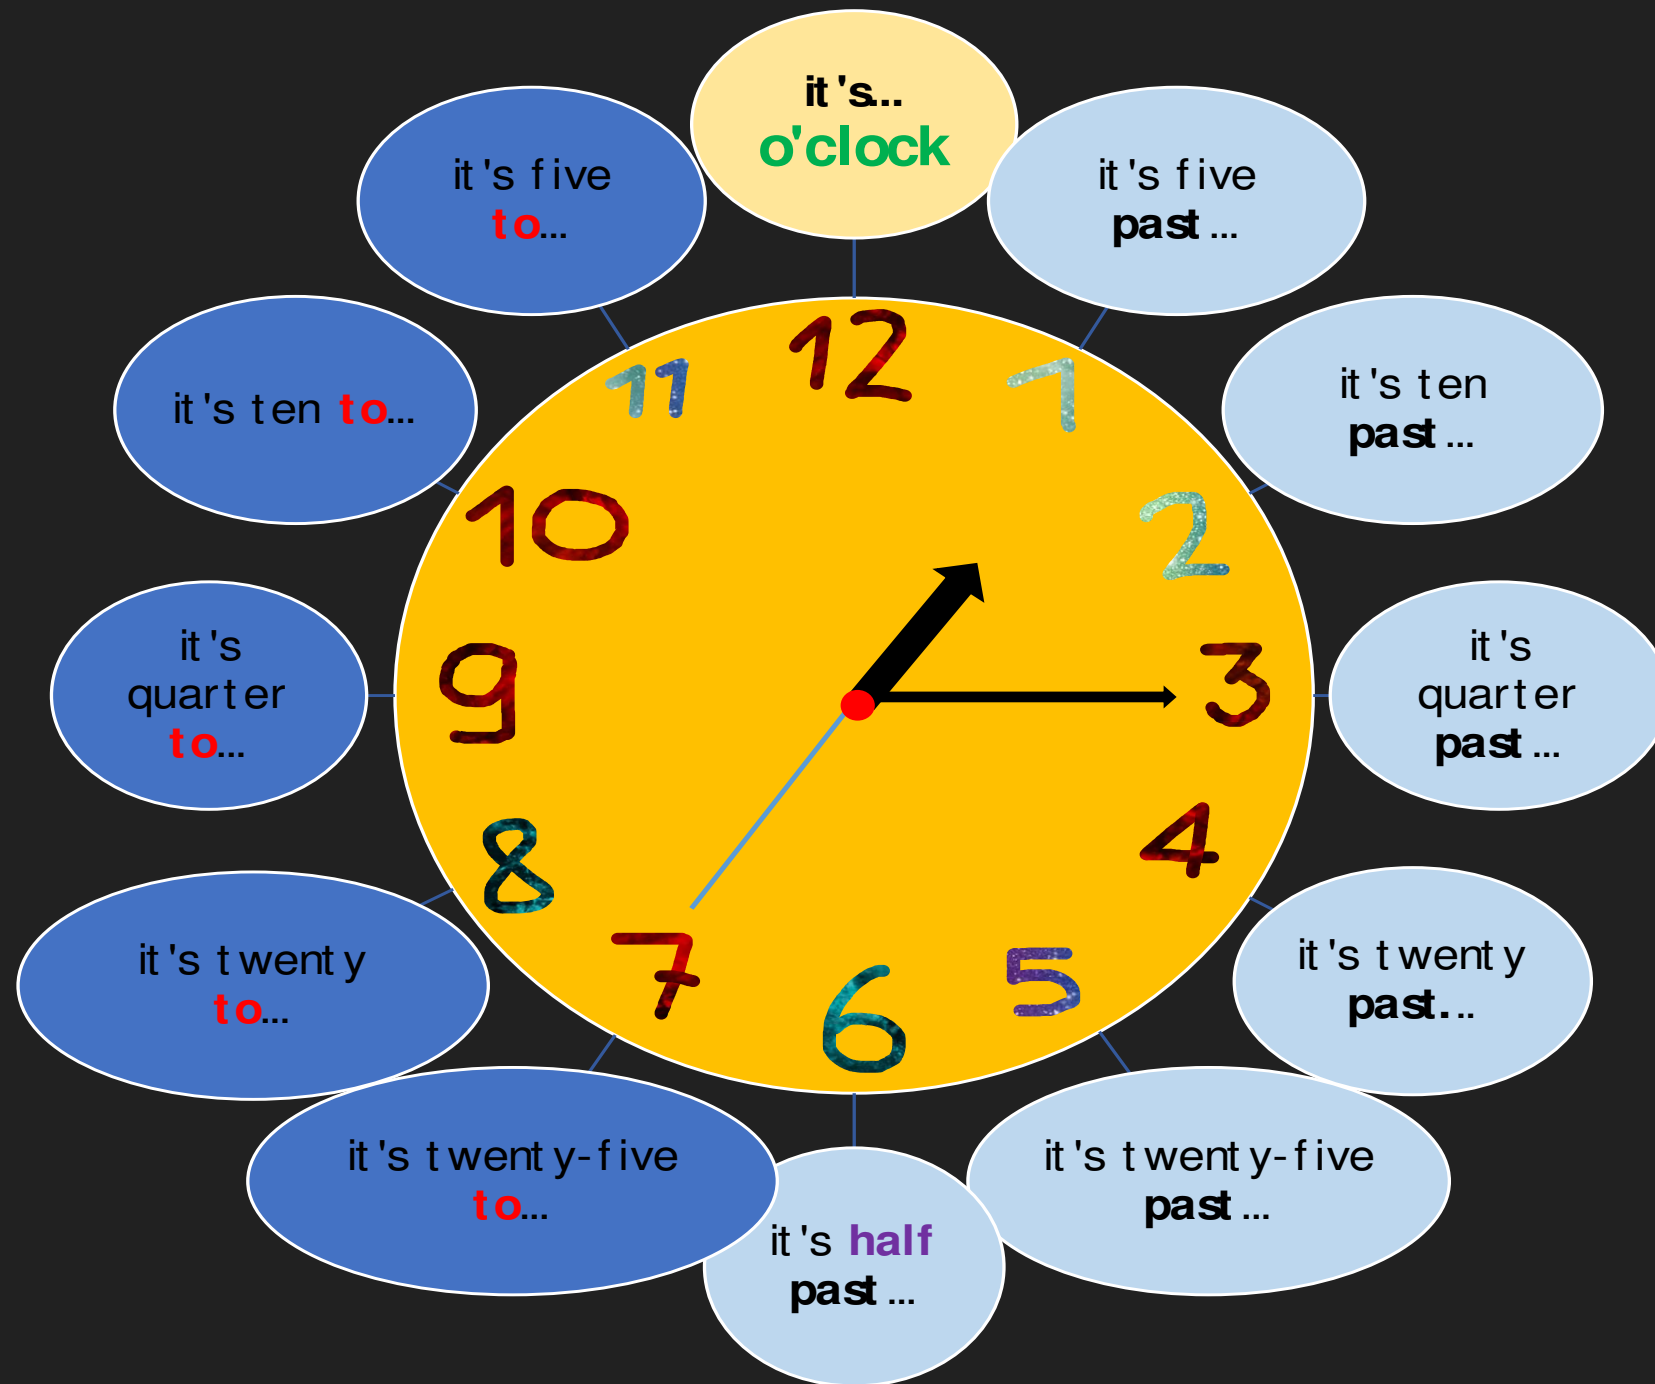 it's...
o'clock
it's five
past...
it's ten
past...
it's
quarter
past...
it's twenty
past...
it's twenty-five
past...
it's half
past...
it's twenty-five
to...
it's twenty
to...
it's
quarter
to...
it's ten to...
it's five
to...
12
1
2
3
4
5
6
7
8
9
10
11